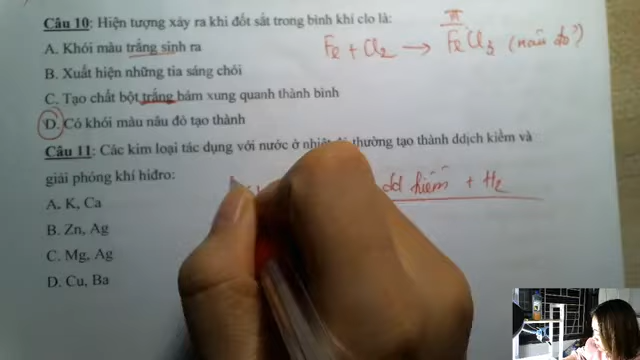 Câu 10: Hiện tượng xảy ra khi đốt sắt trong bình khí clo là:
A. Khói màu trắng sinh ra
B. Xuất hiện những tia sáng chói
C. Tạo chất bột trắng bám xung quanh thành bình
D. Có khói màu nâu đỏ tạo thành
III
Fe + Cl2 → FeCl3 (nâu đỏ)
Câu 11: Các kim loại tác dụng với nước ở thường tạo thành ddịch kiềm và
giải phóng khí hiđro:
dd kiềm + H2
A. K, Ca
B. Zn, Ag
C. Mg, Ag
D. Cu, Ba